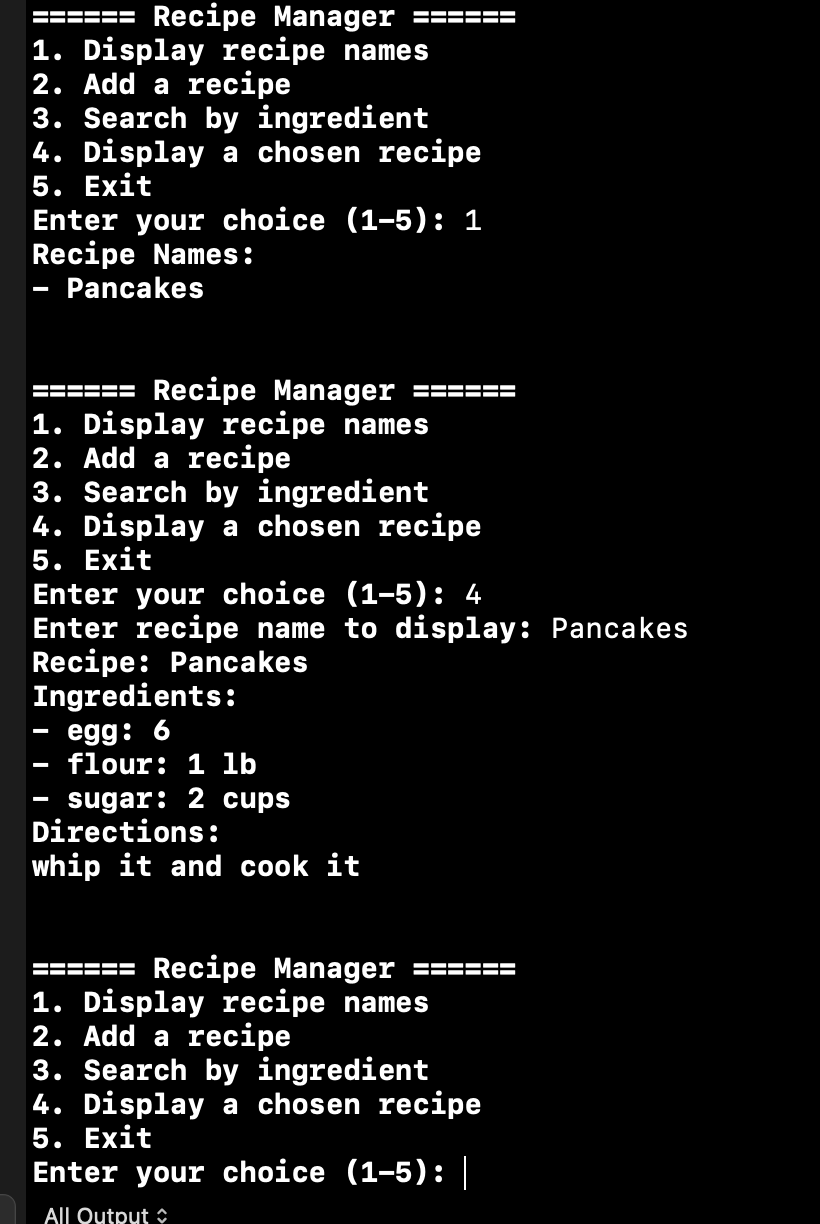 ====== Recipe Manager ======
1. Display recipe names
2. Add a recipe
3. Search by ingredient
4. Display a chosen recipe
5. Exit
Enter your choice (1-5): 1
Recipe Names:
- Pancakes
====== Recipe Manager ======
1. Display recipe names
2. Add a recipe
3. Search by ingredient
4. Display a chosen recipe
5. Exit
Enter your choice (1-5): 4
Enter recipe name to display: Pancakes
Recipe: Pancakes
Ingredients:
- egg: 6
- flour: 1 lb
- sugar: 2 cups
Directions:
whip it and cook it
====== Recipe Manager ======
1. Display recipe names
2. Add a recipe
3. Search by ingredient
4. Display a chosen recipe
5. Exit
Enter your choice (1-5):
All Output